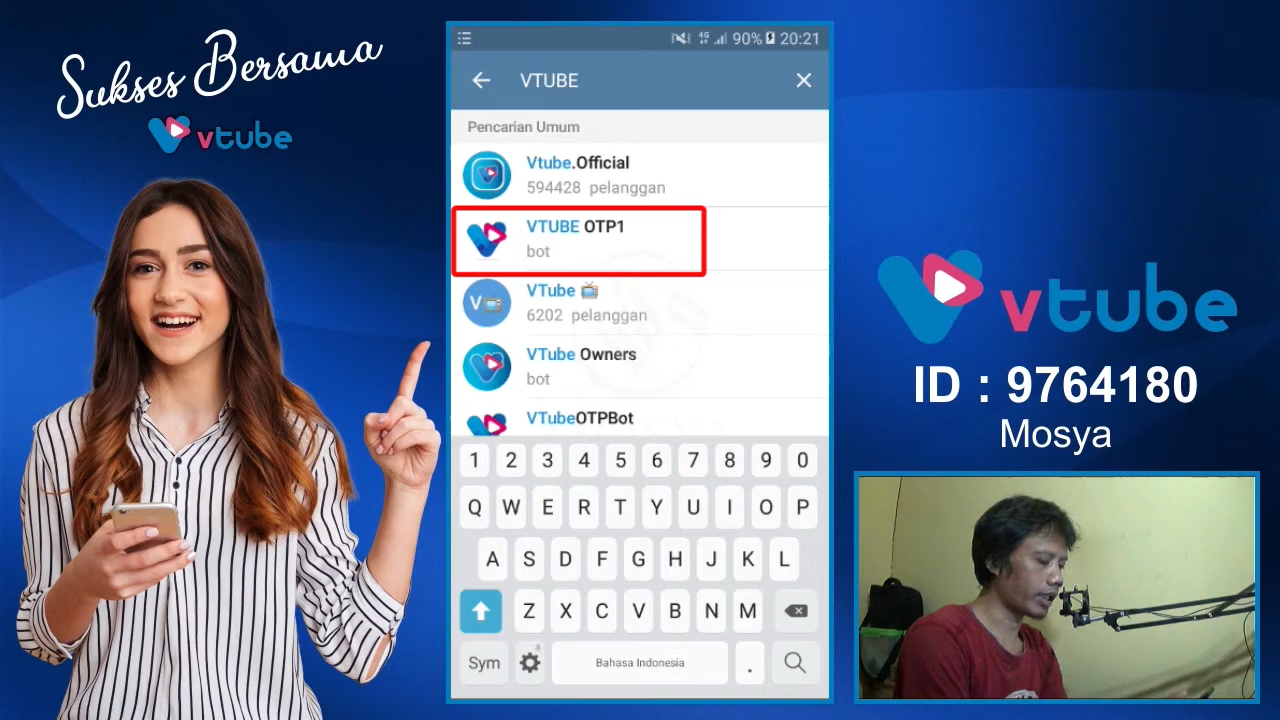 Sukses Bersama
vtube
4G 90% 20:21
VTUBE
Pencarian Umum
Vtube.Official
594428 pelanggan
VTUBE OTP1
bot
V
VTube 📺
6202 pelanggan
VTube Owners
bot
VTubeOTPBot
1 2 3 4 5 6 7 8 9 0
Q W E R T Y U I O P
A S D F G H J K L
Z X C V B N M
Sym Bahasa Indonesia .
vtube
ID : 9764180
Mosya